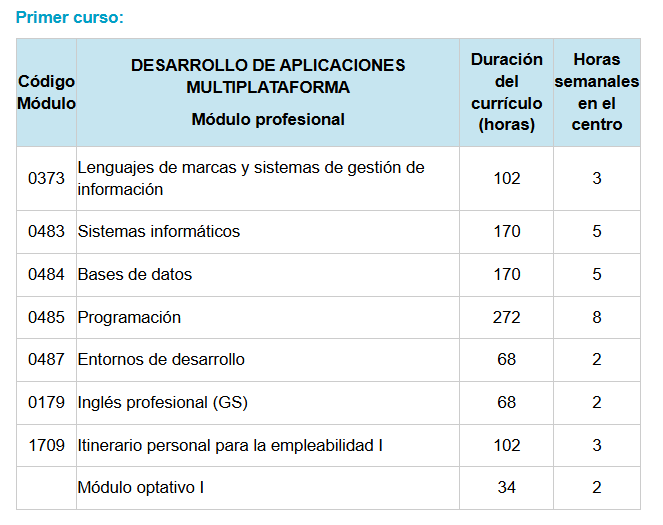 Primer curso:
Código Módulo DESARROLLO DE APLICACIONES MULTIPLATAFORMA Módulo profesional Duración del currículo (horas) Horas semanales en el centro
0373 Lenguajes de marcas y sistemas de gestión de información 102 3
0483 Sistemas informáticos 170 5
0484 Bases de datos 170 5
0485 Programación 272 8
0487 Entornos de desarrollo 68 2
0179 Inglés profesional (GS) 68 2
1709 Itinerario personal para la empleabilidad I 102 3
Módulo optativo I 34 2